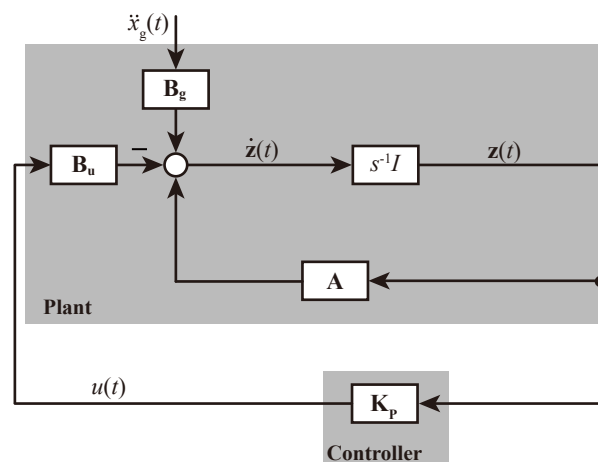 ẍg(t)
Bg
Bu
−
ż(t)
s⁻¹I
z(t)
A
Plant
u(t)
KP
Controller